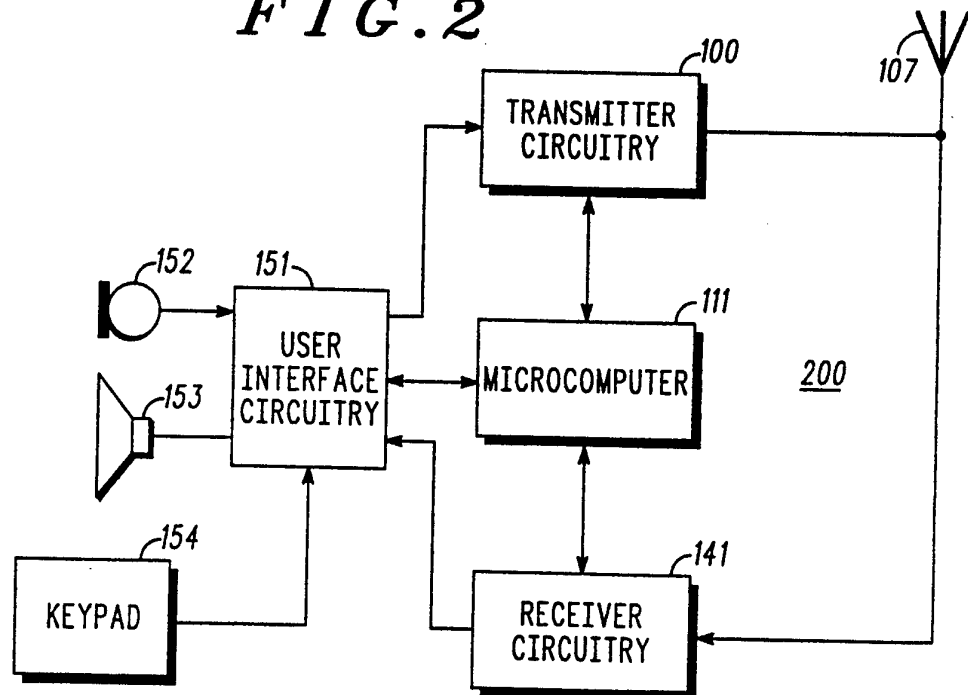 FIG.2
100
107
TRANSMITTER
CIRCUITRY
152
151
111
USER
INTERFACE
CIRCUITRY
MICROCOMPUTER
200
153
154
141
KEYPAD
RECEIVER
CIRCUITRY